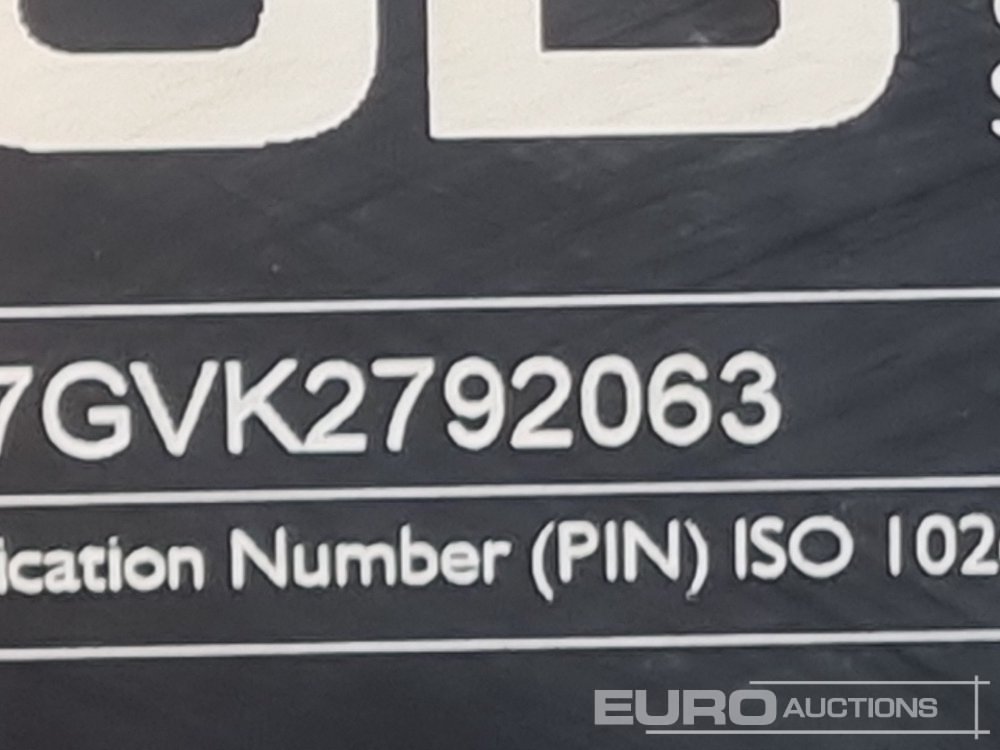 7GVK2792063
ication Number (PIN) ISO 102
EURO AUCTIONS